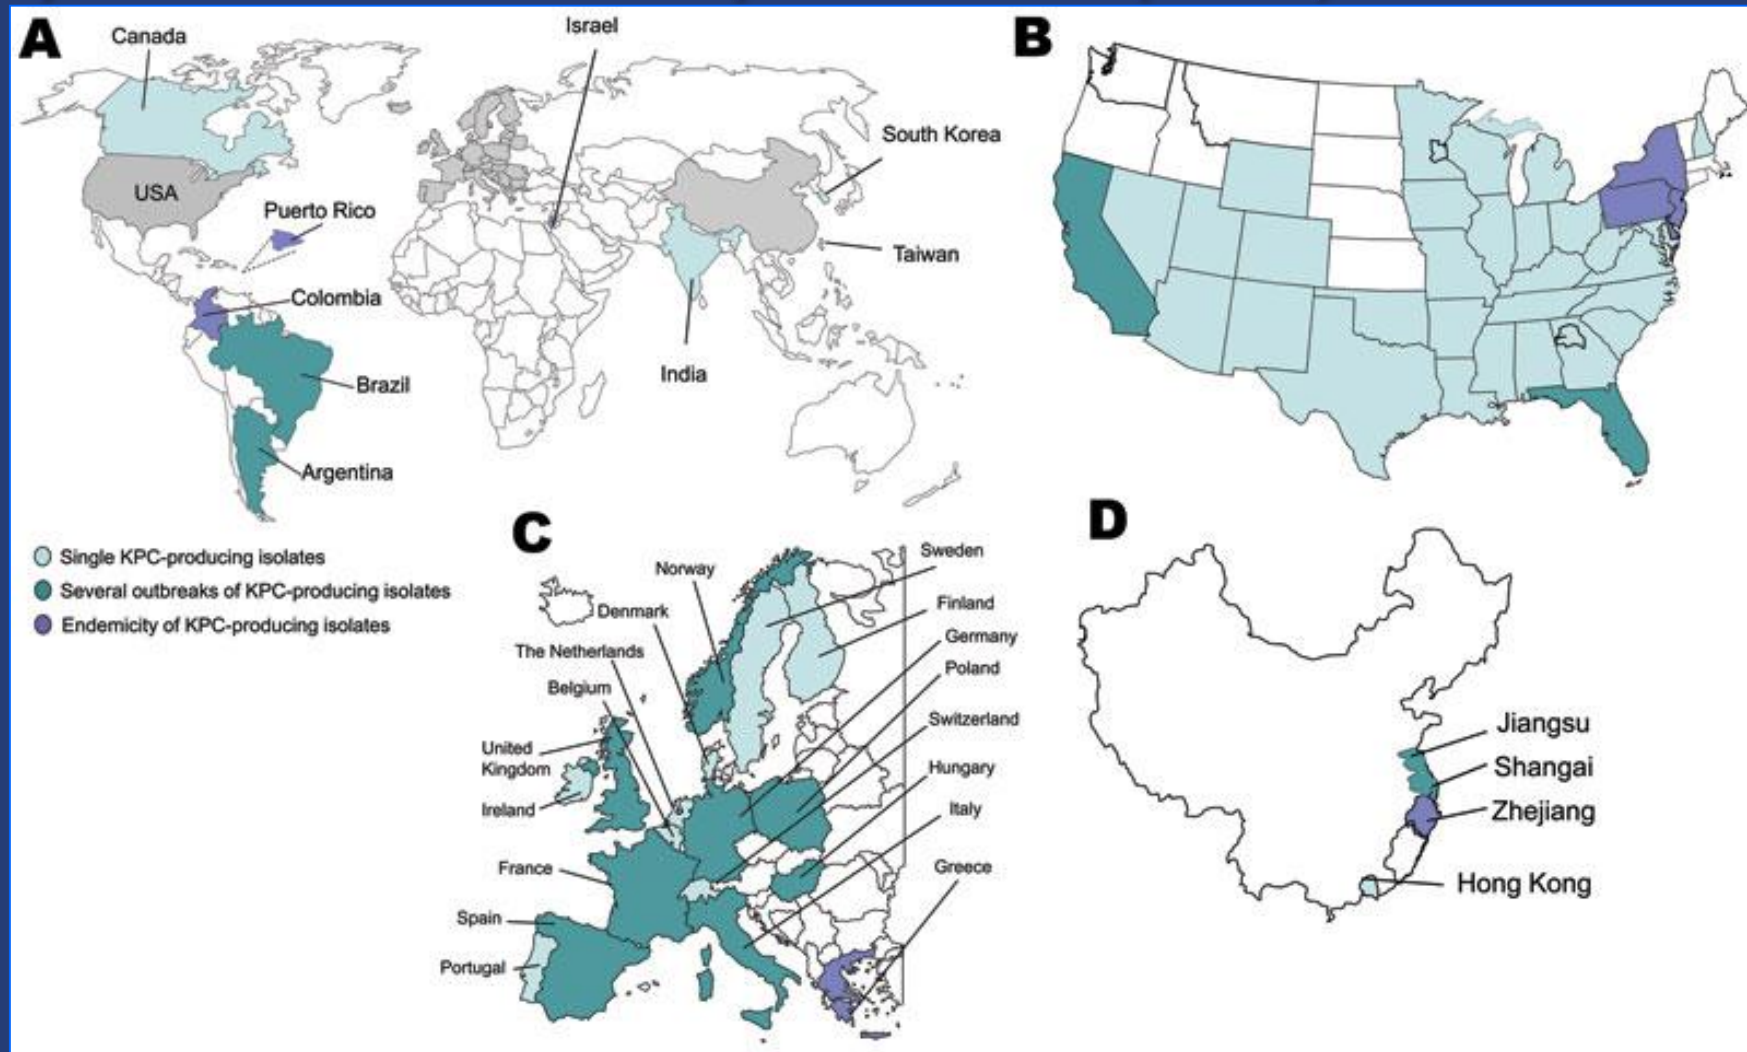 A
Canada
Israel
South Korea
USA
Puerto Rico
Taiwan
Colombia
India
Brazil
Argentina
Single KPC-producing isolates
Several outbreaks of KPC-producing isolates
Endemicity of KPC-producing isolates
B
C
Sweden
Norway
Finland
Denmark
Germany
The Netherlands
Poland
Belgium
Switzerland
United
Kingdom
Hungary
Ireland
Italy
France
Greece
Spain
Portugal
D
Jiangsu
Shangai
Zhejiang
Hong Kong